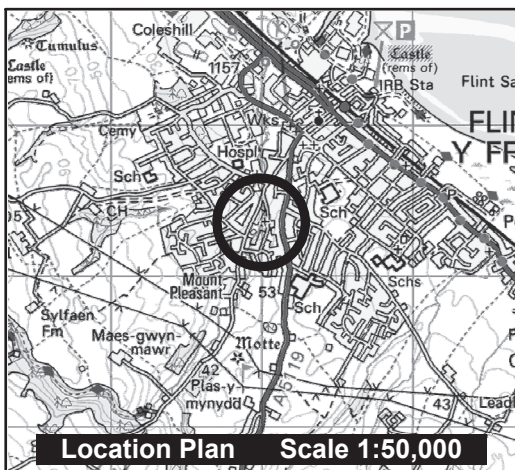 Coleshill
Tumulus
Castle
(rems of)
IRB Sta
Castle
ems of)
1157
P
Flint Sa
FLIN
Y FF
Wks
Cemy
Hospl
Sch
Sch
CH
95
Mount
Pleasant
53
Sch
Schs
Sylfaen
Fm
Maes-gwyn-
mawr
Motte
42
Plas-y-
mynydd
A5119
43
Lead
Location Plan Scale 1:50,000